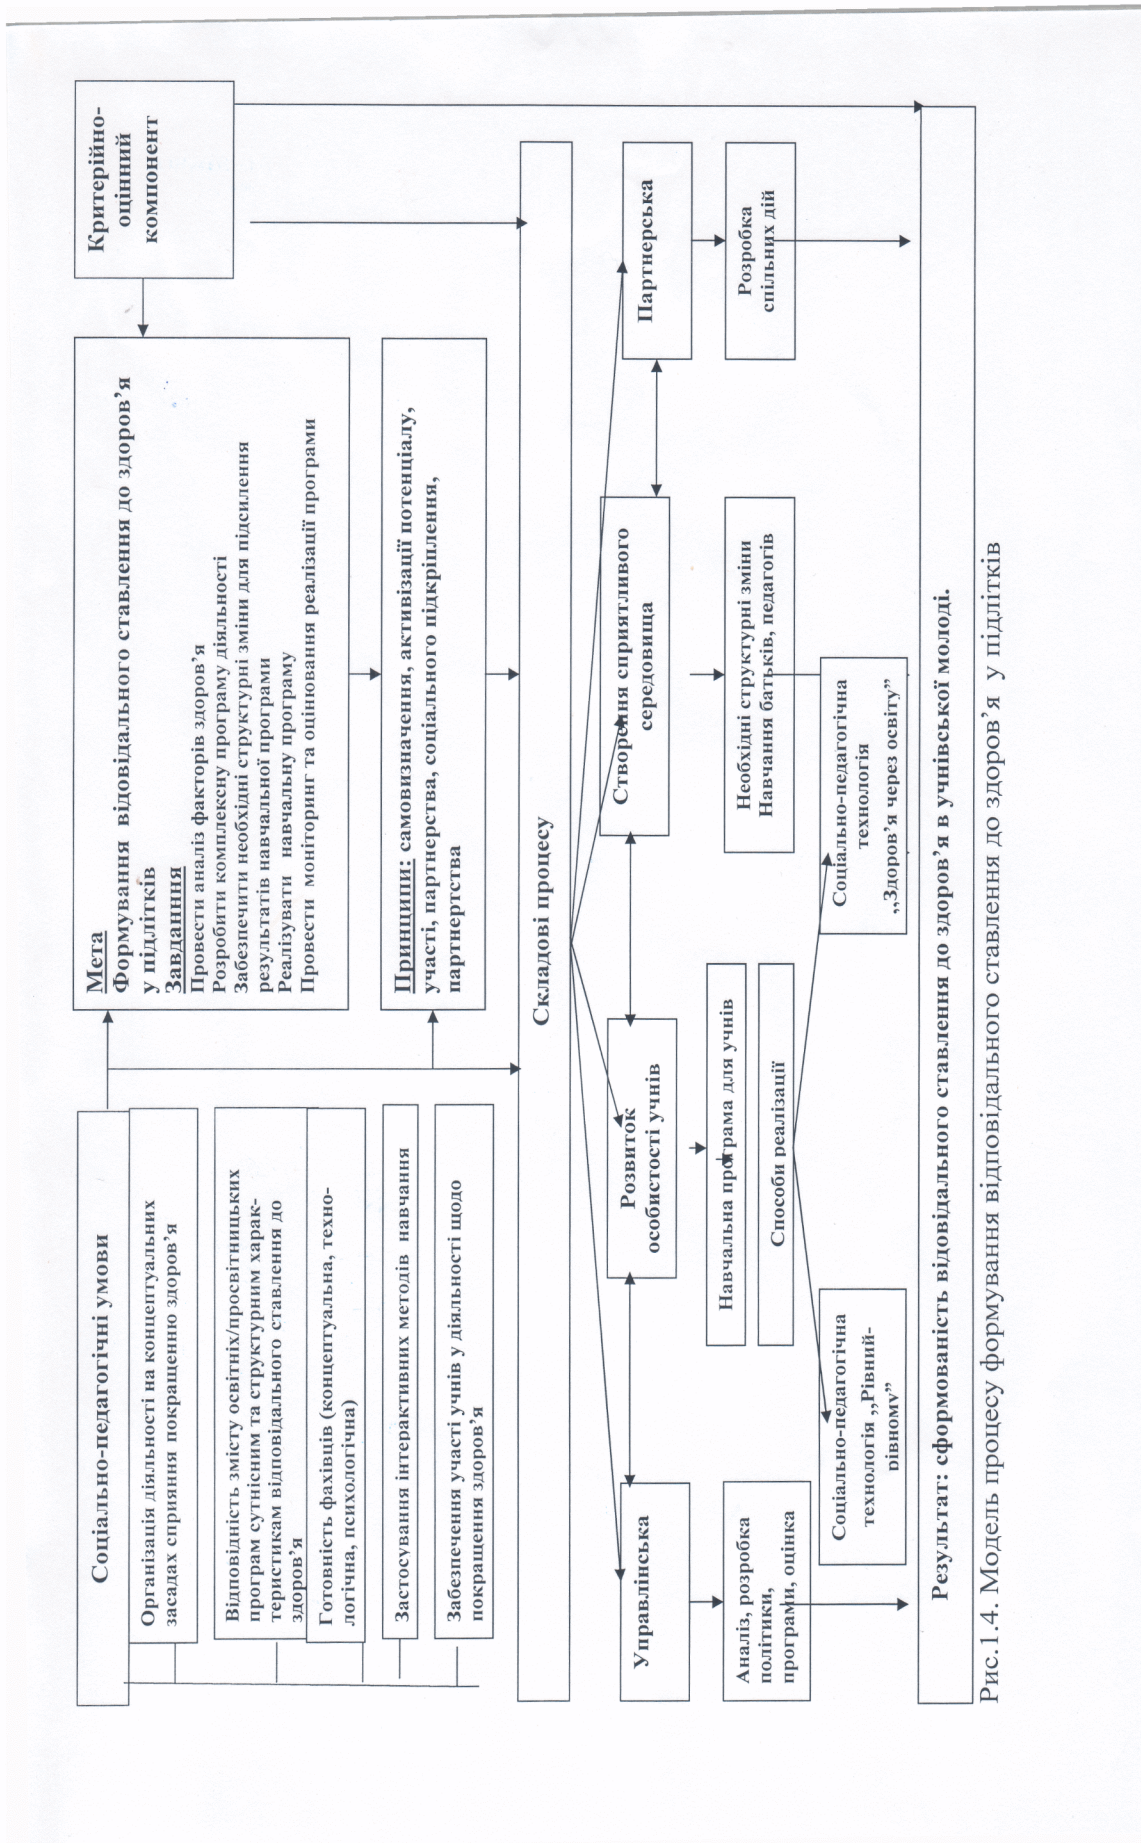 Соціально-педагогічні умови
Організація діяльності на концептуальних
засадах сприяння покращенню здоров’я
Відповідність змісту освітніх/просвітницьких
програм сутнісним та структурним харак-
теристикам відповідального ставлення до
здоров’я
Готовність фахівців (концептуальна, техно-
логічна, психологічна)
Застосування інтерактивних методів навчання
Забезпечення участі учнів у діяльності щодо
покращення здоров’я
Мета
Формування відовідального ставлення до здоров’я
у підлітків
Завданння
Провести аналіз факторів здоров’я
Розробити комплексну програму діяльності
Забезпечити необхідні структурні зміни для підсилення
результатів навчальної програми
Реалізувати навчальну програму
Провести моніторинг та оцінювання реалізації програми
Принципи: самовизначення, активізації потенціалу,
участі, партнерства, соціального підкріплення,
партнертства
Критерійно-
оцінний
компонент
Складові процесу
Управлінська
Розвиток
особистості учнів
Створення сприятливого
середовища
Партнерська
Аналіз, розробка
політики,
програми, оцінка
Навчальна програма для учнів
Способи реалізації
Необхідні структурні зміни
Навчання батьків, педагогів
Розробка
спільних дій
Соціально-педагогічна
технологія „Рівний-
рівному”
Соціально-педагогічна
технологія
„Здоров’я через освіту”
Результат: сформованість відовідального ставлення до здоров’я в учнівської молоді.
Рис.1.4. Модель процесу формування відповідального ставлення до здоров’я у підлітків